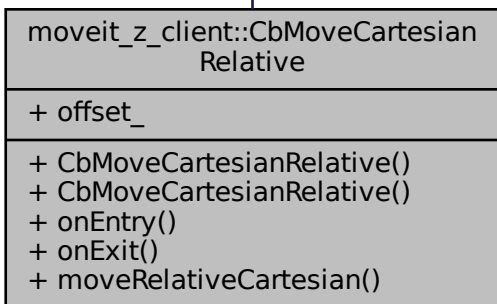 moveit_z_client::CbMoveCartesian
Relative
+ offset_
+ CbMoveCartesianRelative()
+ CbMoveCartesianRelative()
+ onEntry()
+ onExit()
+ moveRelativeCartesian()